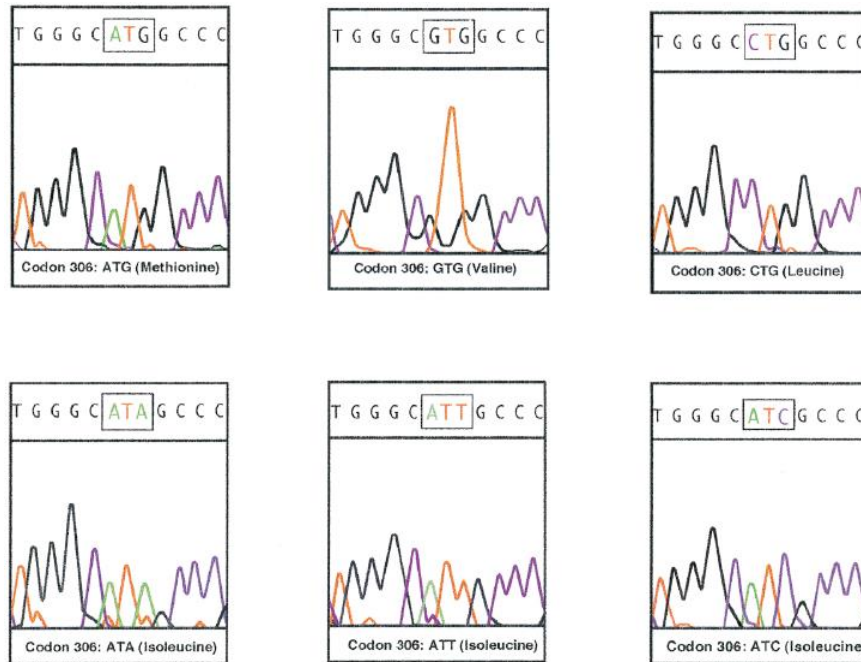 T G G G C A T G G C C C
T G G G C G T G G C C C
T G G G C C T G G C C C
Codon 306: ATG (Methionine)
Codon 306: GTG (Valine)
Codon 306: CTG (Leucine)
T G G G C A T A G C C C
T G G G C A T T G C C C
T G G G C A T C G C C C
Codon 306: ATA (Isoleucine)
Codon 306: ATT (Isoleucine)
Codon 306: ATC (Isoleucine